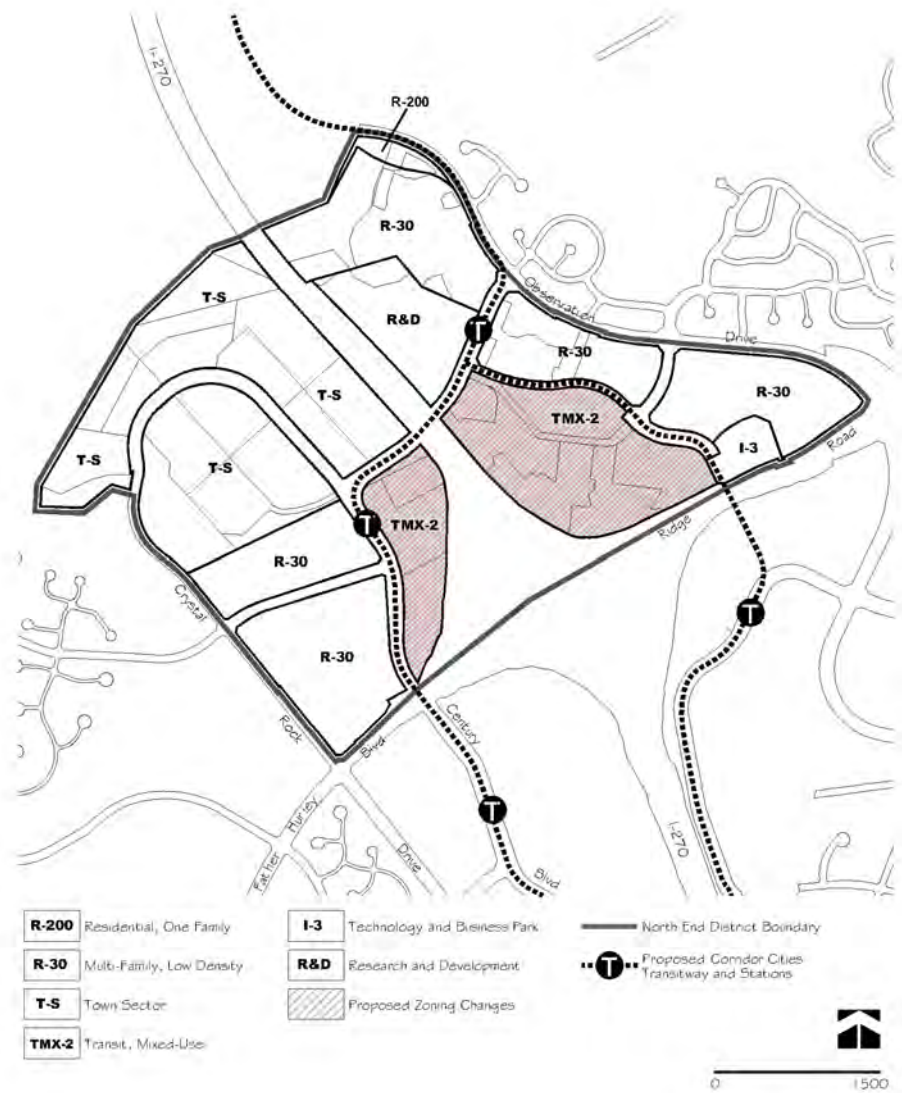 I-270
R-200
R-30
T-S
R&D
T
Observation
Drive
R-30
R-30
T-S
TMX-2
I-3
T-S
T-S
Road
Ridge
T
TMX-2
R-30
T
Crystal
R-30
Rock
Blvd
Century
Hurley
Father
Drive
T
I-270
Blvd
R-200 Residential, One Family
R-30 Multi-Family, Low Density
T-S Town Sector
TMX-2 Transit, Mixed-Use
I-3 Technology and Business Park
R&D Research and Development
Proposed Zoning Changes
North End District Boundary
T Proposed Corridor Cities
Transitway and Stations
0 1500